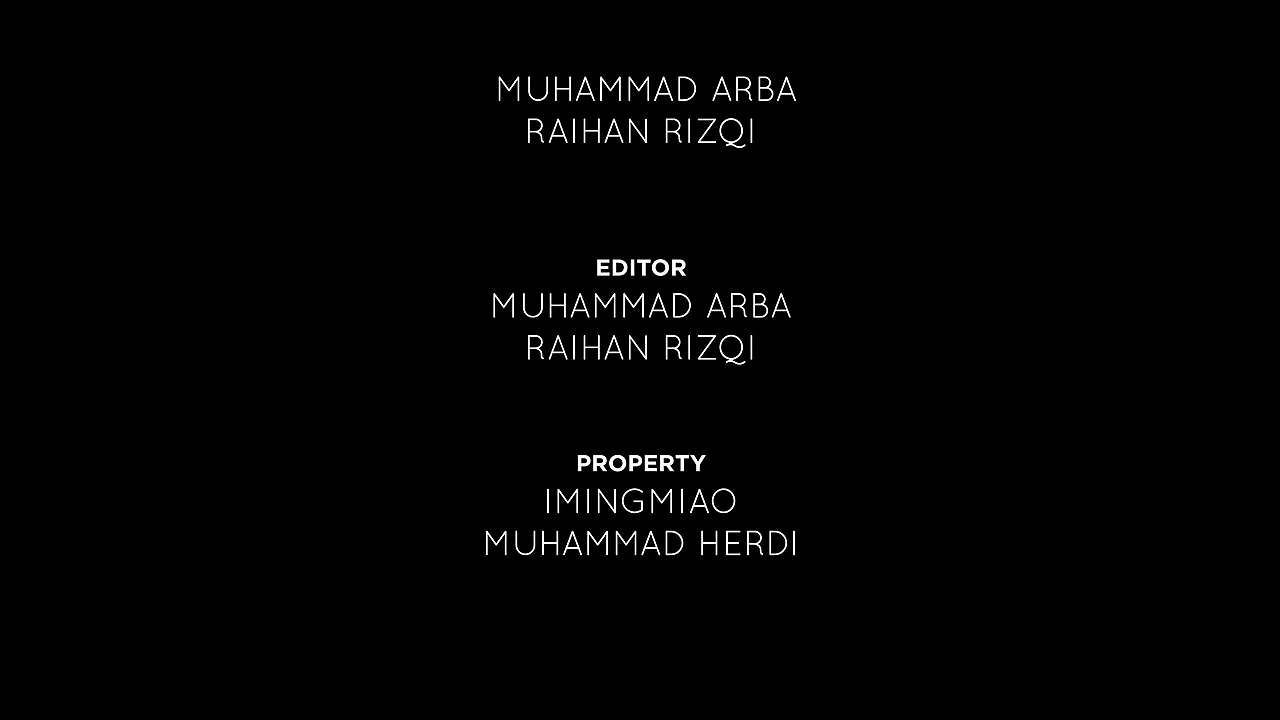 MUHAMMAD ARBA
RAIHAN RIZQI
EDITOR
MUHAMMAD ARBA
RAIHAN RIZQI
PROPERTY
IMINGMIAO
MUHAMMAD HERDI